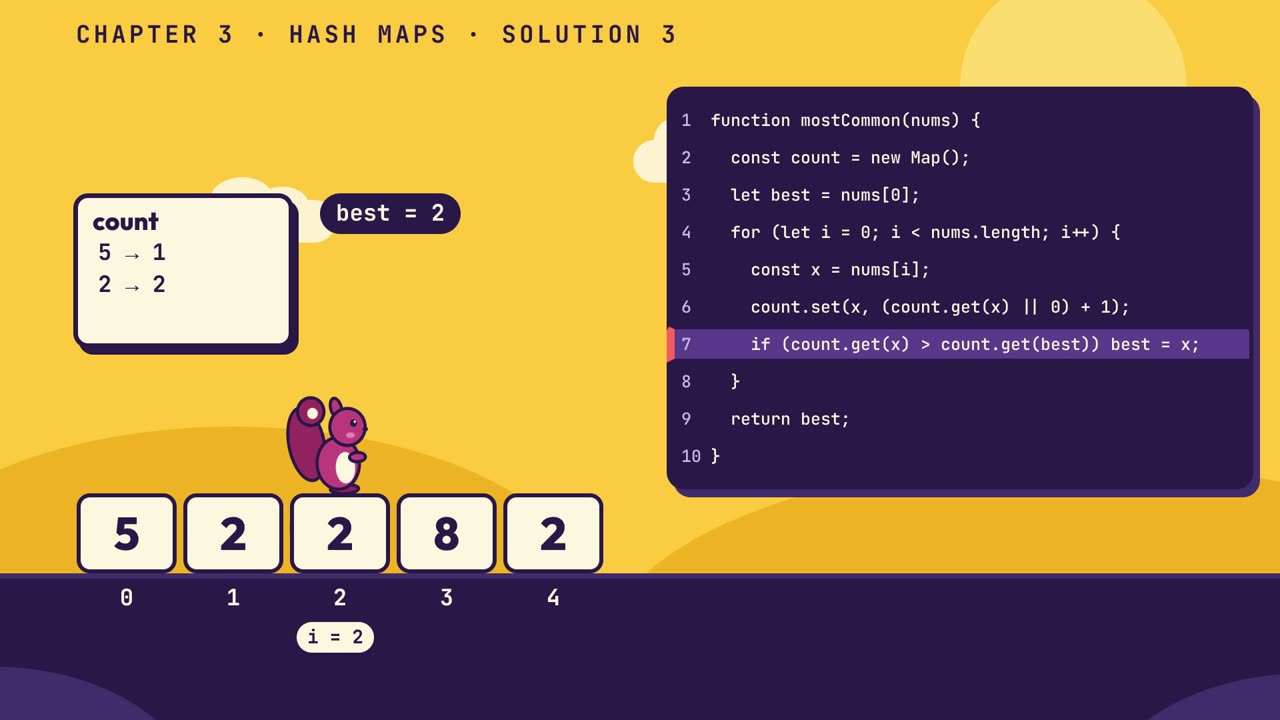 CHAPTER 3 · HASH MAPS · SOLUTION 3
count
5 → 1
2 → 2
best = 2
1 function mostCommon(nums) {
2 const count = new Map();
3 let best = nums[0];
4 for (let i = 0; i < nums.length; i++) {
5 const x = nums[i];
6 count.set(x, (count.get(x) || 0) + 1);
7 if (count.get(x) > count.get(best)) best = x;
8 }
9 return best;
10 }
5 2 2 8 2
0 1 2 3 4
i = 2